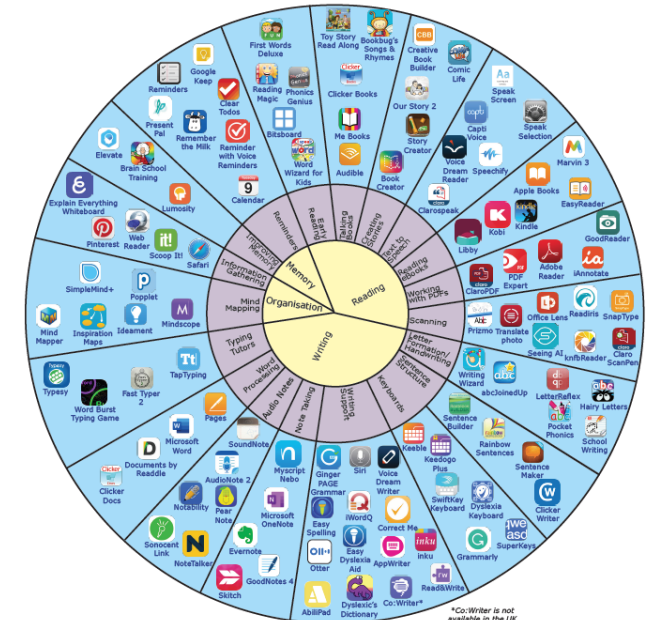 Memory
Organisation
Reading
Writing
Reminders
Early
Reading
Talking
Books
Creating
Stories
Text to
Speech
Reading
eBooks
Working
with PDFs
Scanning
Letter
Formation/
Handwriting
Sentence
Structure
Keyboards
Writing
Support
Note Taking
Audio Notes
Word
Processing
Typing
Tutors
Mind
Mapping
Information
Gathering
Improving
Memory
First Words
Deluxe
Reading
Magic
Phonics
Genius
Bitsboard
Word
Wizard for
Kids
Toy Story
Read Along
Bookbug's
Songs &
Rhymes
Clicker Books
Me Books
Audible
Creative
Book
Builder
Comic
Life
Our Story 2
Story
Creator
Book
Creator
Speak
Screen
Speak
Selection
Capti
Voice
Voice
Dream
Reader
Speechify
Clarospeak
Marvin 3
Apple Books
EasyReader
Kobi
Kindle
Libby
GoodReader
Adobe
Reader
iAnnotate
PDF
Expert
ClaroPDF
Prizmo
Translate
photo
Office Lens
Readiris
SnapType
Seeing AI
knfbReader
Claro
ScanPen
Writing
Wizard
abcJoinedUp
LetterReflex
Hairy Letters
Pocket
Phonics
School
Writing
Sentence
Builder
Rainbow
Sentences
Sentence
Maker
Clicker
Writer
Keeble
Keedogo
Plus
SwiftKey
Keyboard
Dyslexia
Keyboard
SuperKeys
Grammarly
Ginger
PAGE
Grammar
Siri
Voice
Dream
Writer
Easy
Spelling
iWordQ
Correct Me
Otter
Easy
Dyslexia
Aid
AppWriter
inku
Read&Write
AbiliPad
Dyslexic's
Dictionary
Co:Writer*
Myscript
Nebo
Microsoft
OneNote
Evernote
GoodNotes 4
Skitch
SoundNote
AudioNote 2
Notability
Pear
Note
Sonocent
Link
NoteTalker
Pages
Microsoft
Word
Documents by
Readdle
Clicker
Docs
TapTyping
Typesy
Fast Typer
2
Word Burst
Typing Game
SimpleMind+
Popplet
Mind
Mapper
Inspiration
Maps
Ideament
Mindscope
Explain Everything
Whiteboard
Pinterest
Web
Reader
Scoop It!
Safari
Elevate
Brain School
Training
Lumosity
Reminders
Google
Keep
Clear
Todos
Present
Pal
Remember
the Milk
Reminder
with Voice
Reminders
Calendar
*Co:Writer is not
available in the UK